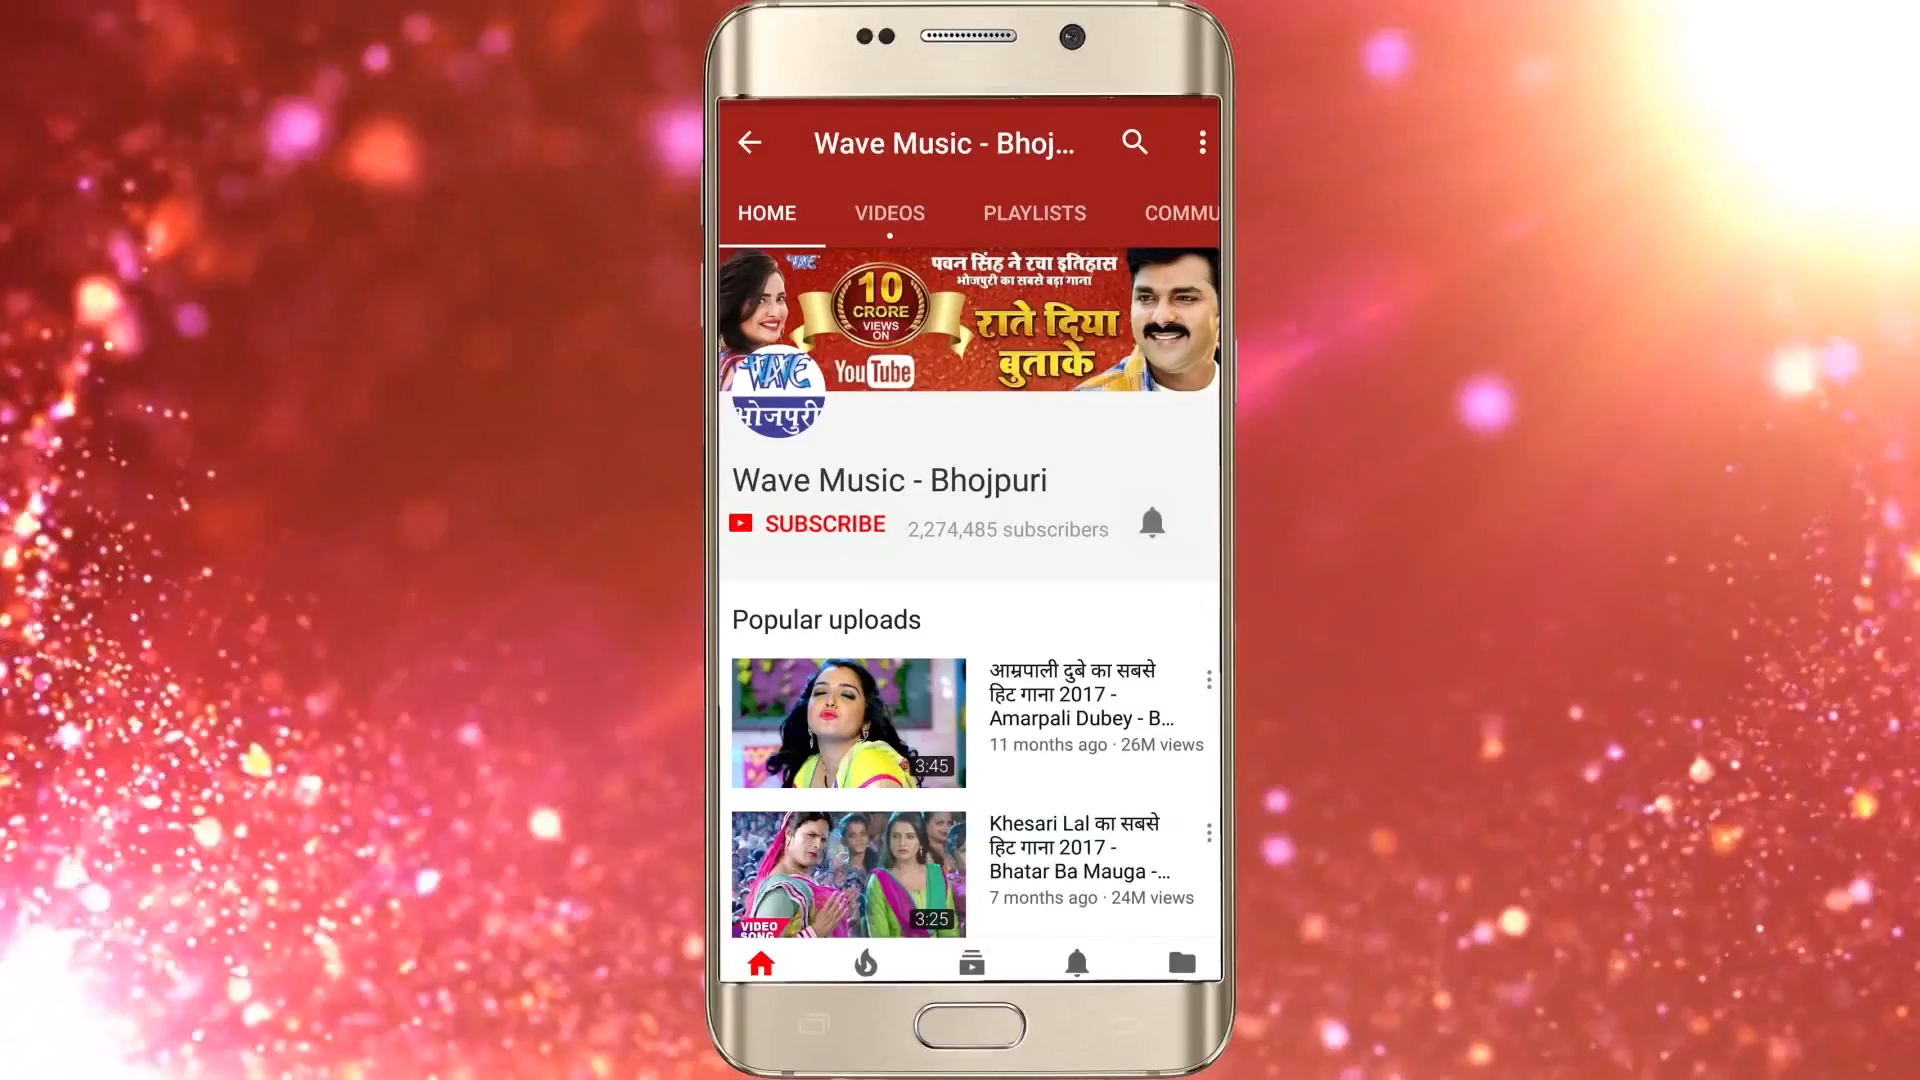 Wave Music - Bhoj...
HOME VIDEOS PLAYLISTS COMMU
WAVE
10
CRORE
VIEWS
ON
YouTube
पवन सिंह ने रचा इतिहास
भोजपुरी का सबसे बड़ा गाना
राते दिया
बुताके
WAVE
भोजपुरी
Wave Music - Bhojpuri
SUBSCRIBE 2,274,485 subscribers
Popular uploads
3:45
आम्रपाली दुबे का सबसे
हिट गाना 2017 -
Amarpali Dubey - B...
11 months ago · 26M views
VIDEO
SONG
3:25
Khesari Lal का सबसे
हिट गाना 2017 -
Bhatar Ba Mauga -...
7 months ago · 24M views